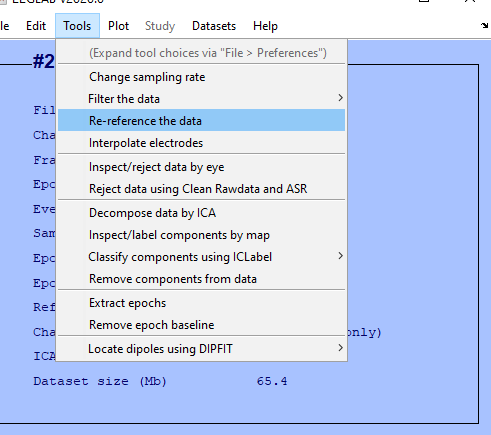 le Edit Tools Plot Study Datasets Help
(Expand tool choices via "File > Preferences")
#2
Change sampling rate
Filter the data
Fil
Re-reference the data
Cha
Interpolate electrodes
Fra
Inspect/reject data by eye
Epo
Reject data using Clean Rawdata and ASR
Eve
Decompose data by ICA
Sam
Inspect/label components by map
Epo
Classify components using ICLabel
Epo
Remove components from data
Ref
Extract epochs
Remove epoch baseline
Cha only)
Locate dipoles using DIPFIT
ICA
Dataset size (Mb) 65.4